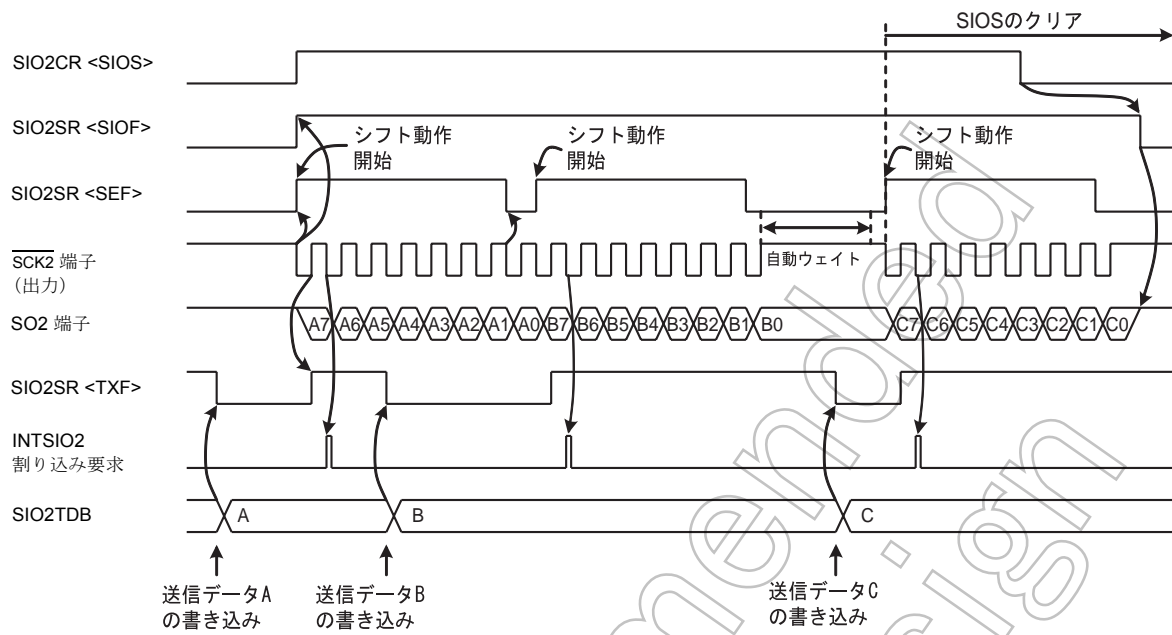 SIOSのクリア
SIO2CR <SIOS>
SIO2SR <SIOF>
シフト動作
開始
シフト動作
開始
シフト動作
開始
SIO2SR <SEF>
SCK2 端子
(出力)
自動ウェイト
SO2 端子
A7 A6 A5 A4 A3 A2 A1 A0 B7 B6 B5 B4 B3 B2 B1 B0 C7 C6 C5 C4 C3 C2 C1 C0
SIO2SR <TXF>
INTSIO2
割り込み要求
SIO2TDB
A B C
送信データA
の書き込み
送信データB
の書き込み
送信データC
の書き込み